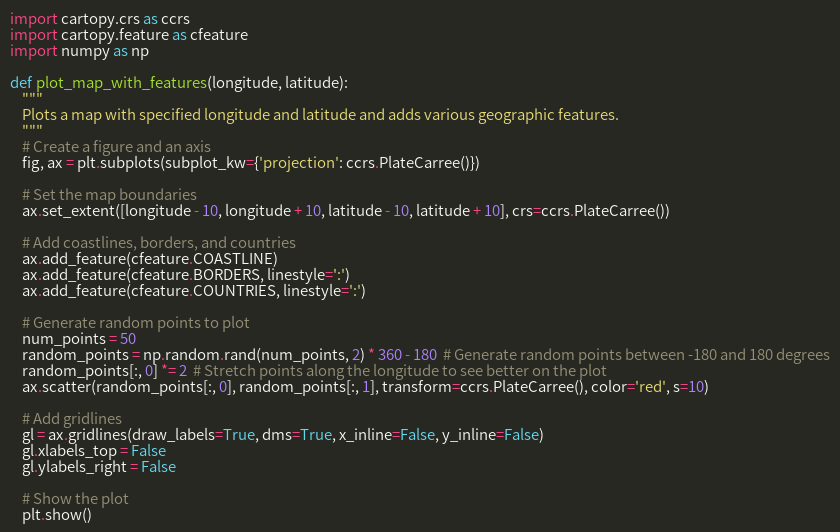 import cartopy.crs as ccrs
import cartopy.feature as cfeature
import numpy as np

def plot_map_with_features(longitude, latitude):
    """
    Plots a map with specified longitude and latitude and adds various geographic features.
    """
    # Create a figure and an axis
    fig, ax = plt.subplots(subplot_kw={'projection': ccrs.PlateCarree()})

    # Set the map boundaries
    ax.set_extent([longitude - 10, longitude + 10, latitude - 10, latitude + 10], crs=ccrs.PlateCarree())

    # Add coastlines, borders, and countries
    ax.add_feature(cfeature.COASTLINE)
    ax.add_feature(cfeature.BORDERS, linestyle=':')
    ax.add_feature(cfeature.COUNTRIES, linestyle=':')

    # Generate random points to plot
    num_points = 50
    random_points = np.random.rand(num_points, 2) * 360 - 180  # Generate random points between -180 and 180 degrees
    random_points[:, 0] *= 2  # Stretch points along the longitude to see better on the plot
    ax.scatter(random_points[:, 0], random_points[:, 1], transform=ccrs.PlateCarree(), color='red', s=10)

    # Add gridlines
    gl = ax.gridlines(draw_labels=True, dms=True, x_inline=False, y_inline=False)
    gl.xlabels_top = False
    gl.ylabels_right = False

    # Show the plot
    plt.show()